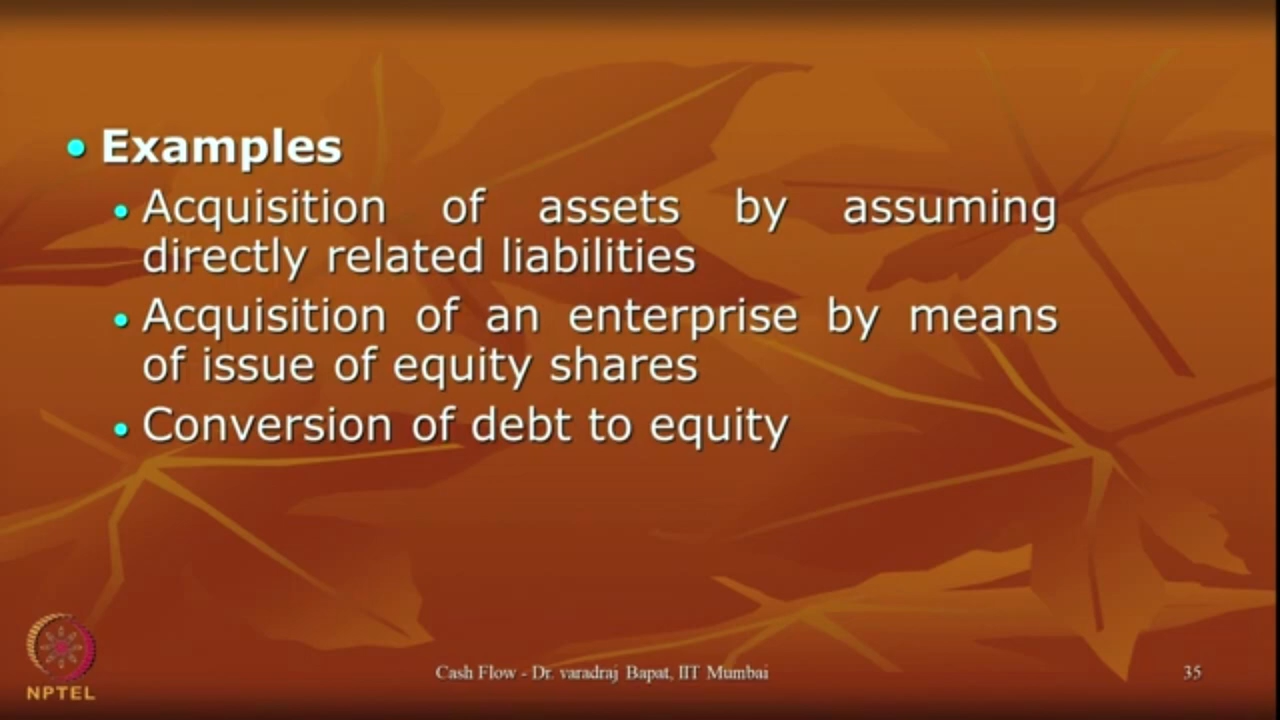 Examples
Acquisition of assets by assuming
directly related liabilities
Acquisition of an enterprise by means
of issue of equity shares
Conversion of debt to equity
NPTEL
Cash Flow - Dr. varadraj Bapat, IIT Mumbai
35